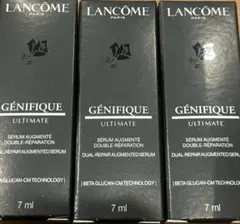 LANCÔME
PARIS
GÉNIFIQUE
ULTIMATE
SÉRUM AUGMENTÉ
DOUBLE-RÉPARATION
DUAL-REPAIR AUGMENTED SERUM
[BETA-GLUCAN-CM TECHNOLOGY]
7 ml
LANCÔME
PARIS
GÉNIFIQUE
ULTIMATE
SÉRUM AUGMENTÉ
DOUBLE-RÉPARATION
DUAL-REPAIR AUGMENTED SERUM
[BETA-GLUCAN-CM TECHNOLOGY]
7 ml
LANCÔME
PARIS
GÉNIFIQUE
ULTIMATE
SÉRUM AUGMENTÉ
DOUBLE-RÉPARATION
DUAL-REPAIR AUGMENTED SERUM
[BETA-GLUCAN-CM TECHNOLOGY]
7 ml